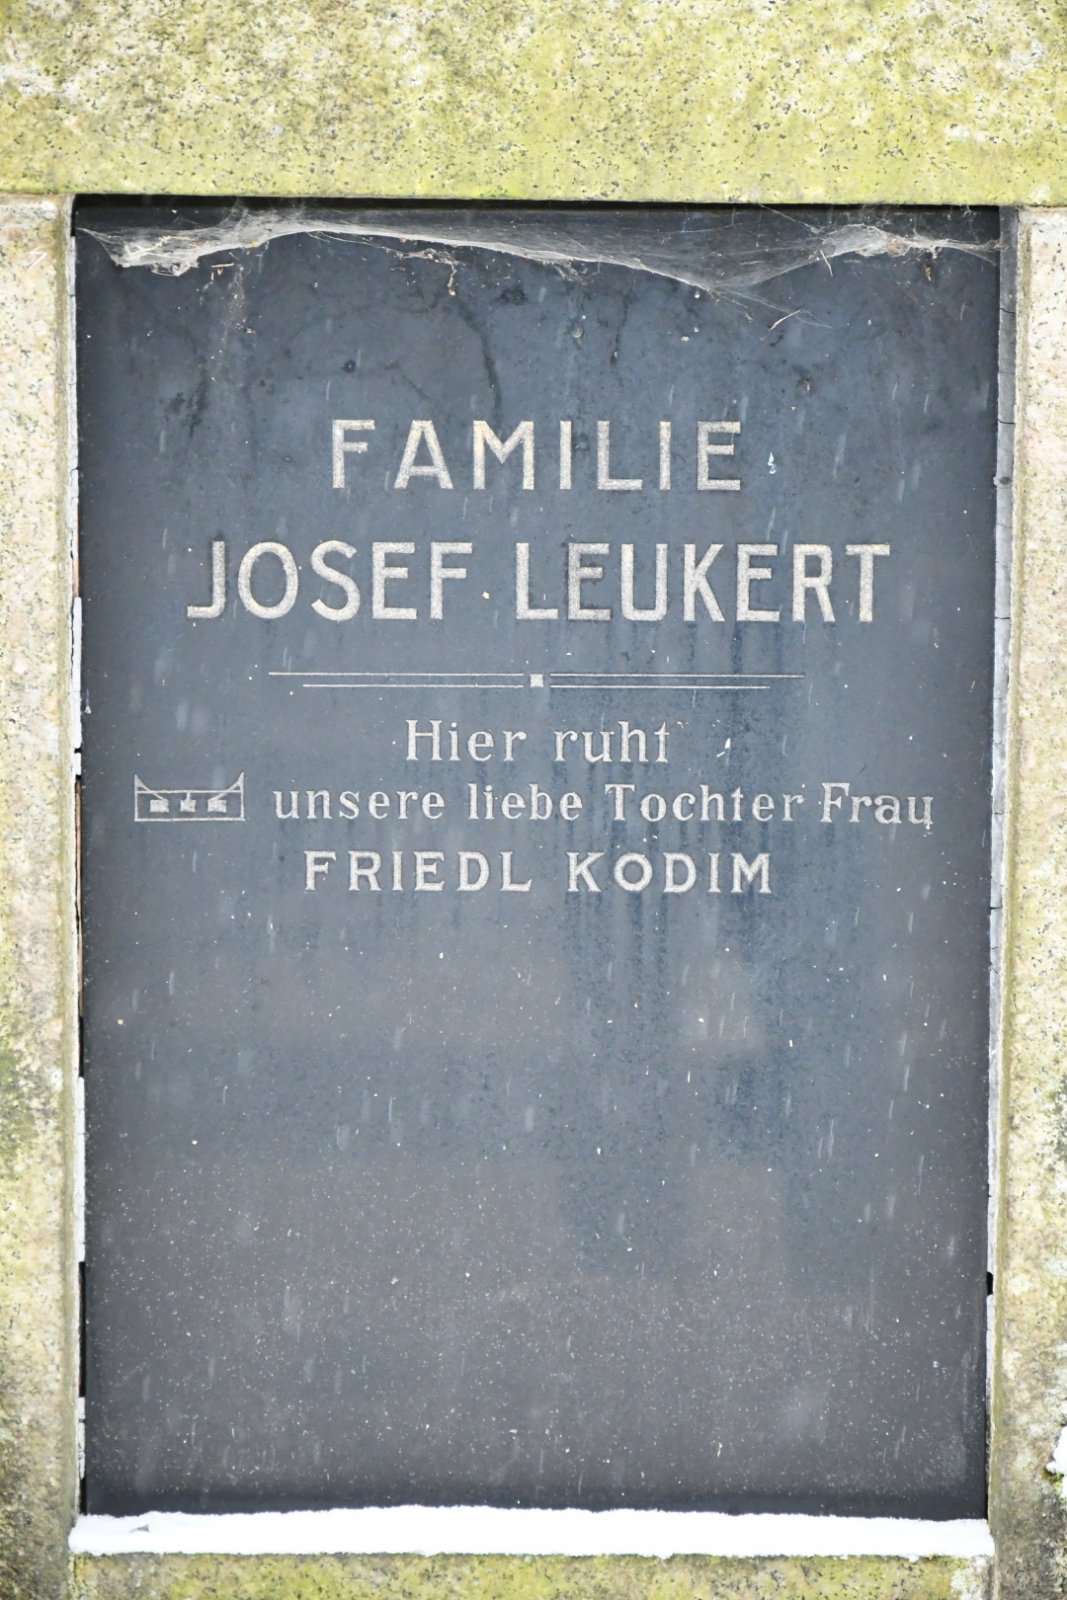 FAMILIE
JOSEF LEUKERT
Hier ruht
unsere liebe Tochter Frau
FRIEDL KODIM